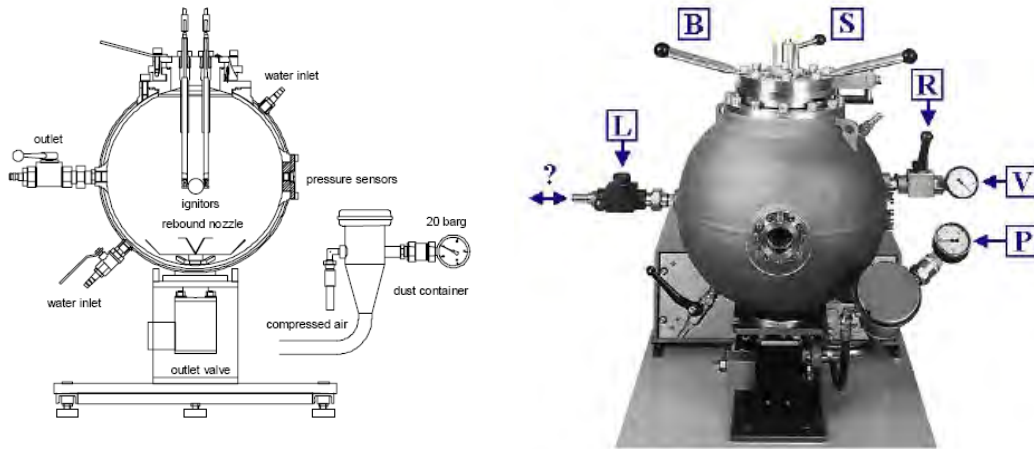 water inlet
outlet
pressure sensors
ignitors
rebound nozzle
20 barg
dust container
water inlet
compressed air
outlet valve
B
S
R
L
?
V
P